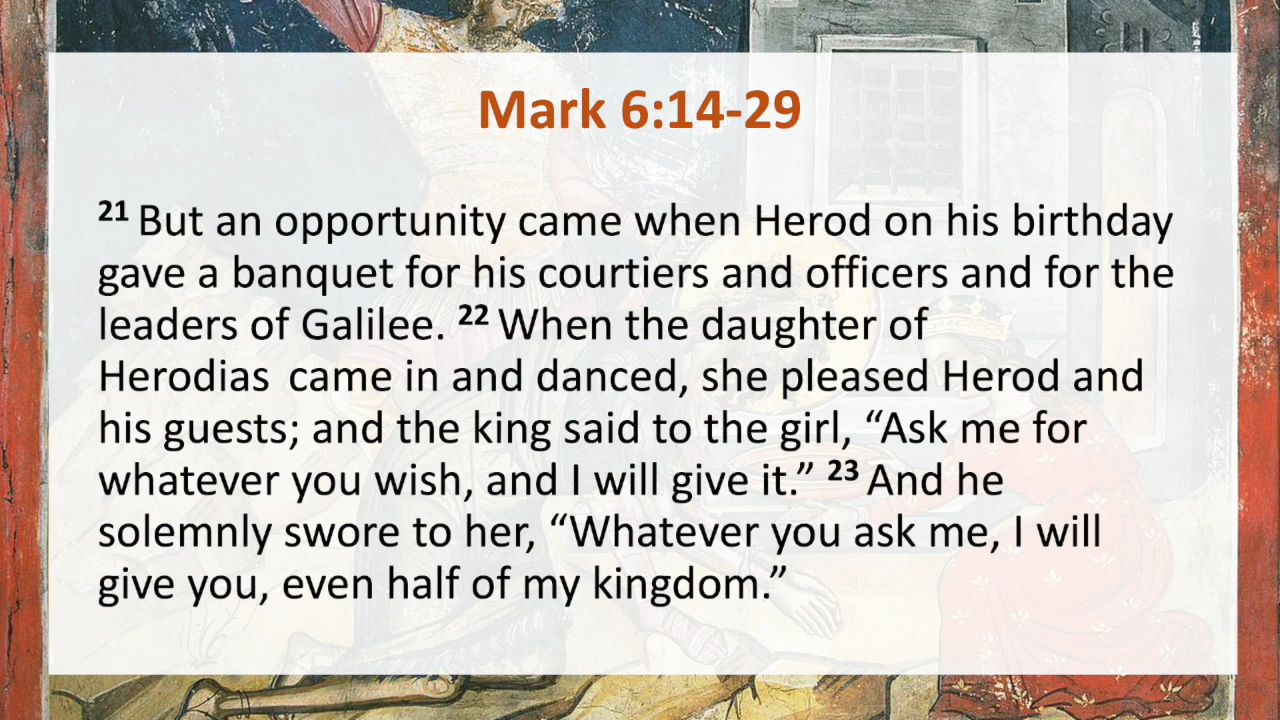 Mark 6:14-29
21 But an opportunity came when Herod on his birthday
gave a banquet for his courtiers and officers and for the
leaders of Galilee. 22 When the daughter of
Herodias came in and danced, she pleased Herod and
his guests; and the king said to the girl, “Ask me for
whatever you wish, and I will give it.” 23 And he
solemnly swore to her, “Whatever you ask me, I will
give you, even half of my kingdom.”